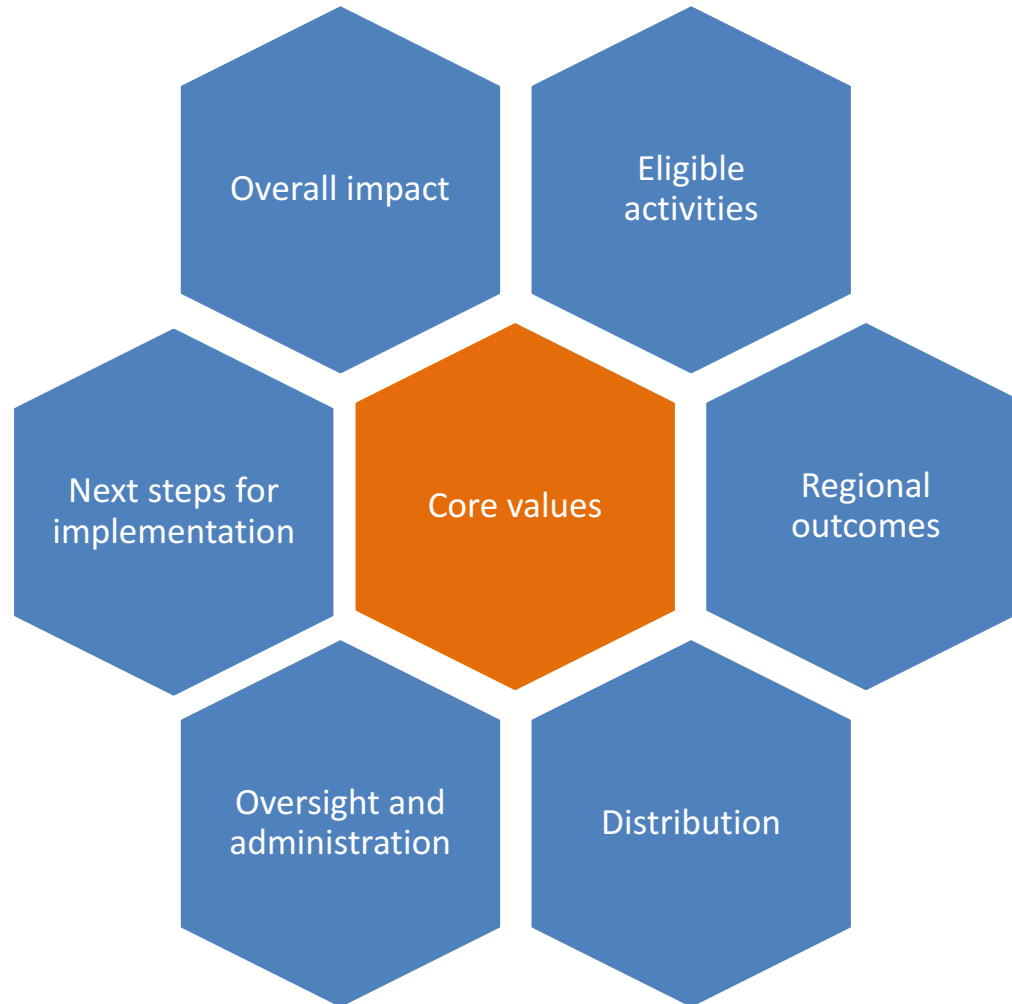 Overall impact
Eligible
activities
Next steps for
implementation
Core values
Regional
outcomes
Oversight and
administration
Distribution